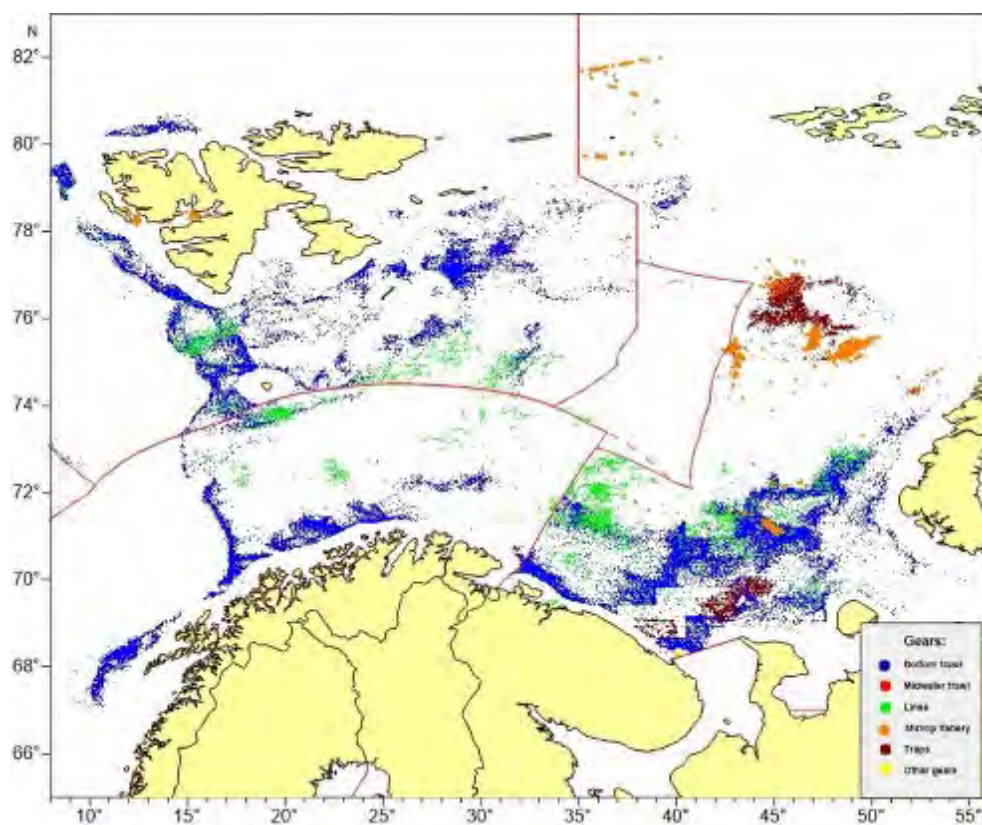 N
82°
80°
78°
76°
74°
72°
70°
68°
66°
Gears:
Bottom trawl
Midwater trawl
Lines
Shrimp fishery
Traps
Other gears
10° 15° 20° 25° 30° 35° 40° 45° 50° 55°